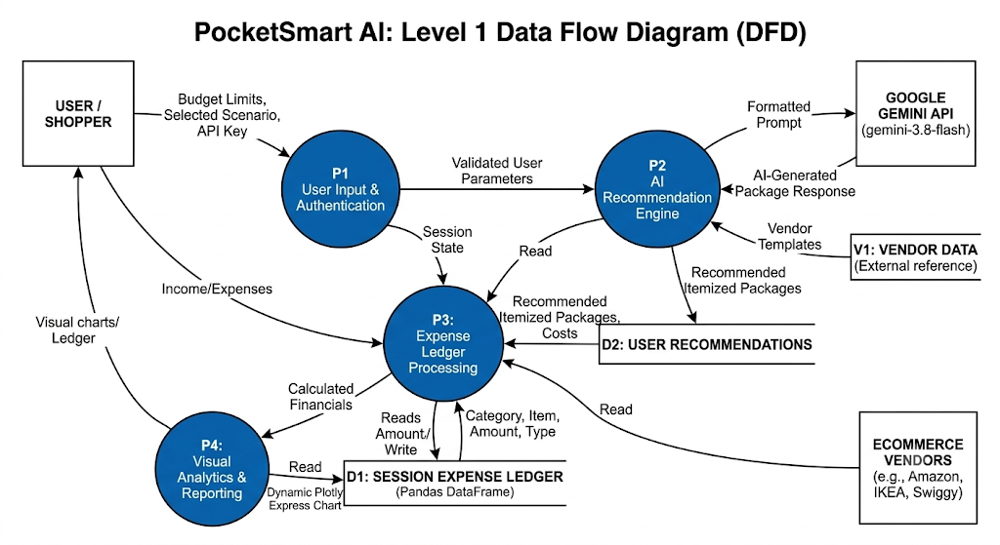 PocketSmart AI: Level 1 Data Flow Diagram (DFD)
USER /
SHOPPER
Budget Limits,
Selected Scenario,
API Key
P1
User Input &
Authentication
Validated User
Parameters
P2
AI
Recommendation
Engine
Formatted
Prompt
GOOGLE
GEMINI API
(gemini-3.8-flash)
AI-Generated
Package Response
Vendor
Templates
V1: VENDOR DATA
(External reference)
Session
State
Read
Recommended
Itemized Packages
Income/Expenses
P3:
Expense
Ledger
Processing
Recommended
Itemized Packages,
Costs
D2: USER RECOMMENDATIONS
Visual charts/
Ledger
Calculated
Financials
Reads
Amount/
Write
Category, Item,
Amount, Type
Read
P4:
Visual
Analytics &
Reporting
Read
Dynamic Plotly
Express Chart
D1: SESSION EXPENSE LEDGER
(Pandas DataFrame)
ECOMMERCE
VENDORS
(e.g., Amazon,
IKEA, Swiggy)